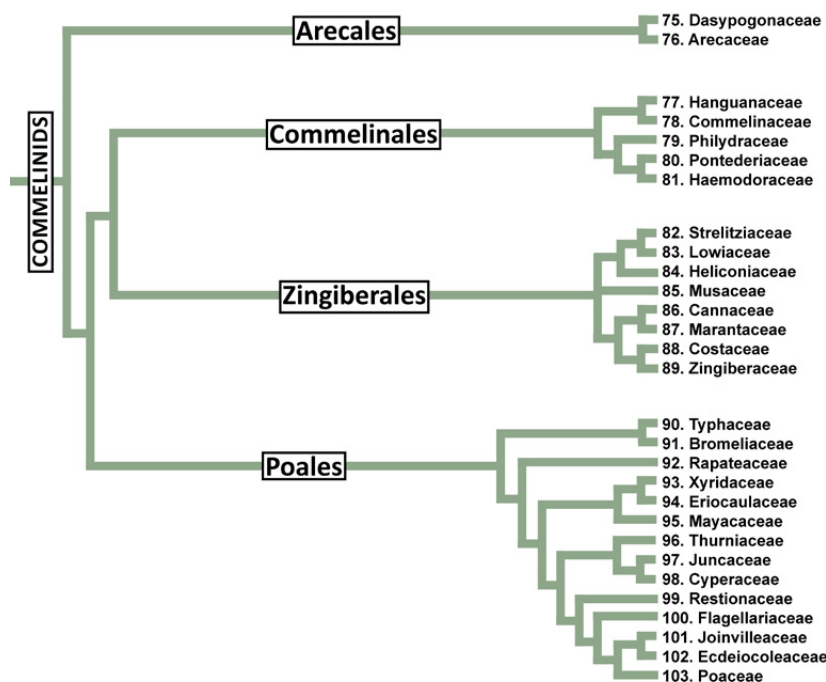 COMMELINIDS
Arecales
75. Dasypogonaceae
76. Arecaceae
Commelinales
77. Hanguanaceae
78. Commelinaceae
79. Philydraceae
80. Pontederiaceae
81. Haemodoraceae
Zingiberales
82. Strelitziaceae
83. Lowiaceae
84. Heliconiaceae
85. Musaceae
86. Cannaceae
87. Marantaceae
88. Costaceae
89. Zingiberaceae
Poales
90. Typhaceae
91. Bromeliaceae
92. Rapateaceae
93. Xyridaceae
94. Eriocaulaceae
95. Mayacaceae
96. Thurniaceae
97. Juncaceae
98. Cyperaceae
99. Restionaceae
100. Flagellariaceae
101. Joinvilleaceae
102. Ecdeiocoleaceae
103. Poaceae